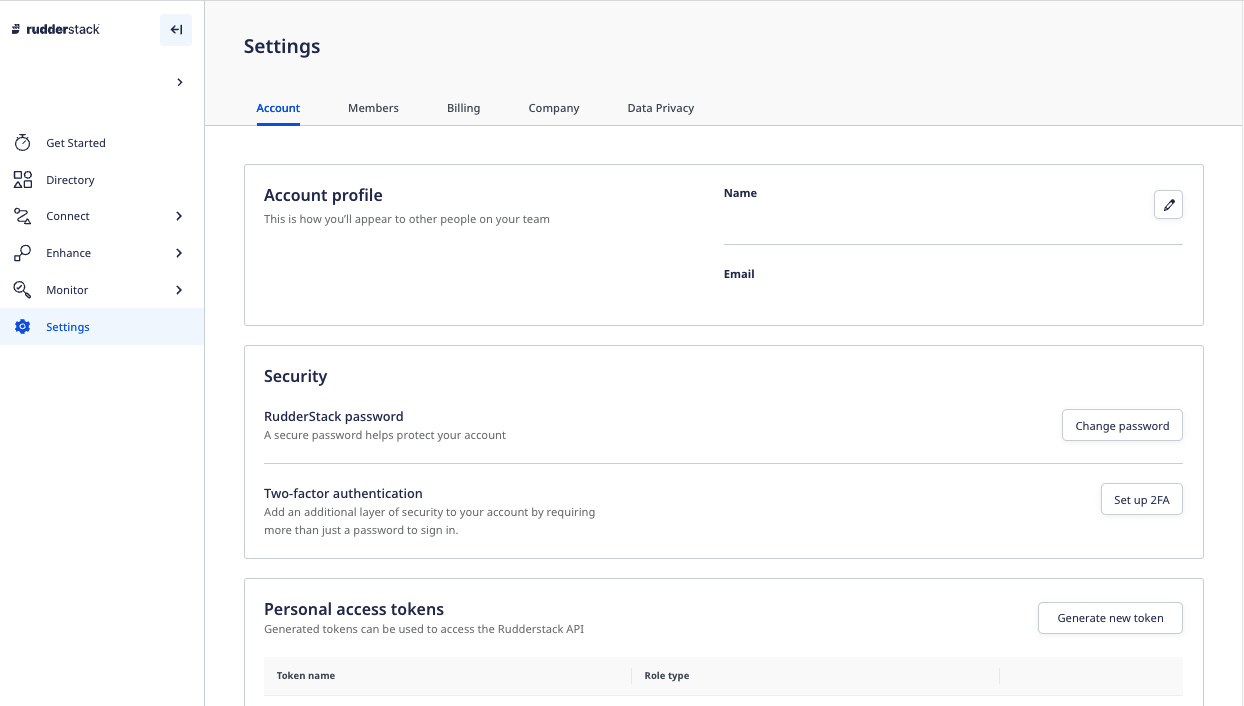 rudderstack
Get Started
Directory
Connect
Enhance
Monitor
Settings
Settings
Account Members Billing Company Data Privacy
Account profile
This is how you’ll appear to other people on your team
Name
Email
Security
RudderStack password
A secure password helps protect your account
Change password
Two-factor authentication
Add an additional layer of security to your account by requiring
more than just a password to sign in.
Set up 2FA
Personal access tokens
Generated tokens can be used to access the Rudderstack API
Generate new token
Token name Role type